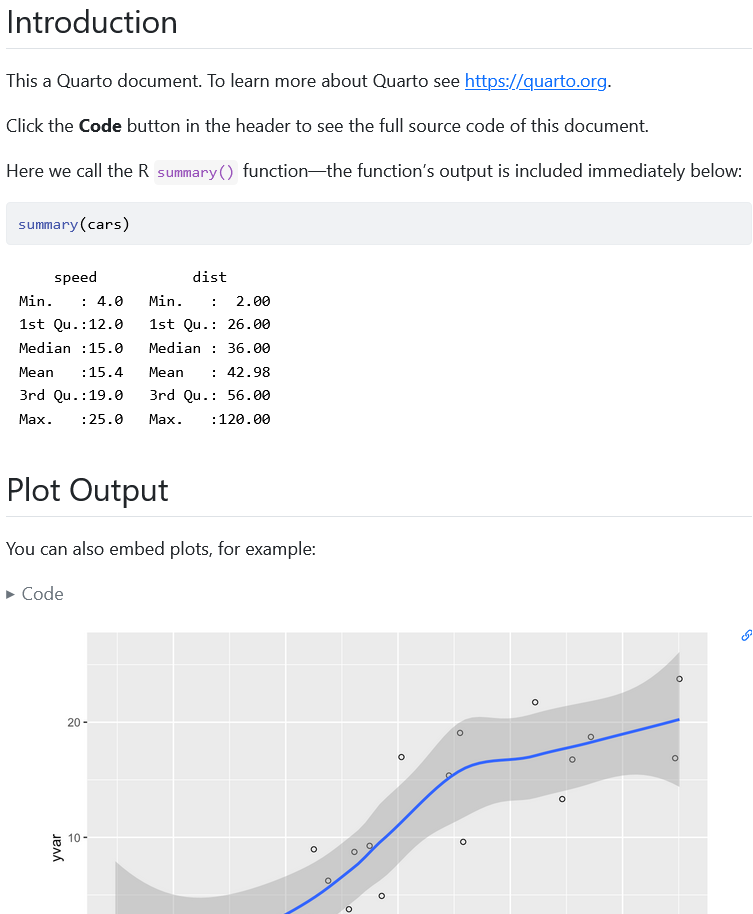 Introduction
This a Quarto document. To learn more about Quarto see https://quarto.org.
Click the Code button in the header to see the full source code of this document.
Here we call the R summary() function—the function’s output is included immediately below:
summary(cars)
speed dist
Min. : 4.0 Min. : 2.00
1st Qu.:12.0 1st Qu.: 26.00
Median :15.0 Median : 36.00
Mean :15.4 Mean : 42.98
3rd Qu.:19.0 3rd Qu.: 56.00
Max. :25.0 Max. :120.00
Plot Output
You can also embed plots, for example:
Code
20
10
yvar